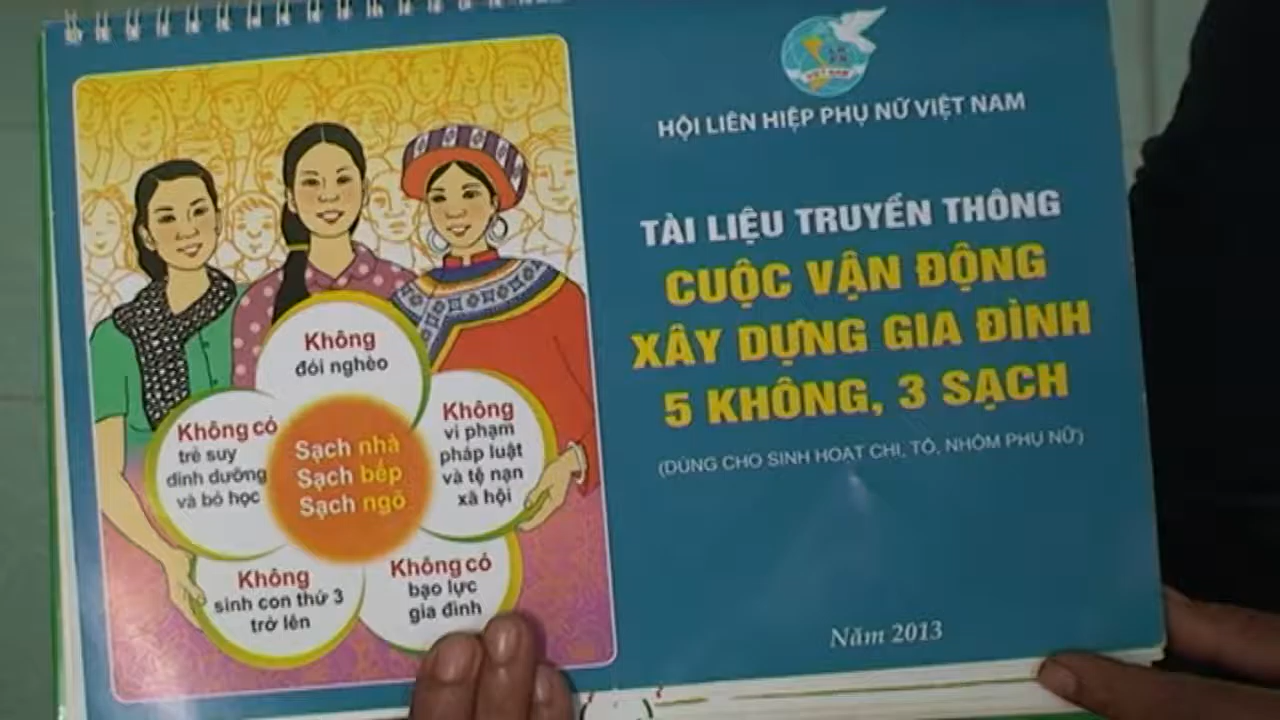 VIỆT NAM
HỘI LIÊN HIỆP PHỤ NỮ VIỆT NAM
TÀI LIỆU TRUYỀN THÔNG
CUỘC VẬN ĐỘNG
XÂY DỰNG GIA ĐÌNH
5 KHÔNG, 3 SẠCH
(DÙNG CHO SINH HOẠT CHI, TỔ, NHÓM PHỤ NỮ)
Năm 2013
Không
đói nghèo
Không có
trẻ suy
dinh dưỡng
và bỏ học
Sạch nhà
Sạch bếp
Sạch ngõ
Không
vi phạm
pháp luật
và tệ nạn
xã hội
Không
sinh con thứ 3
trở lên
Không có
bạo lực
gia đình